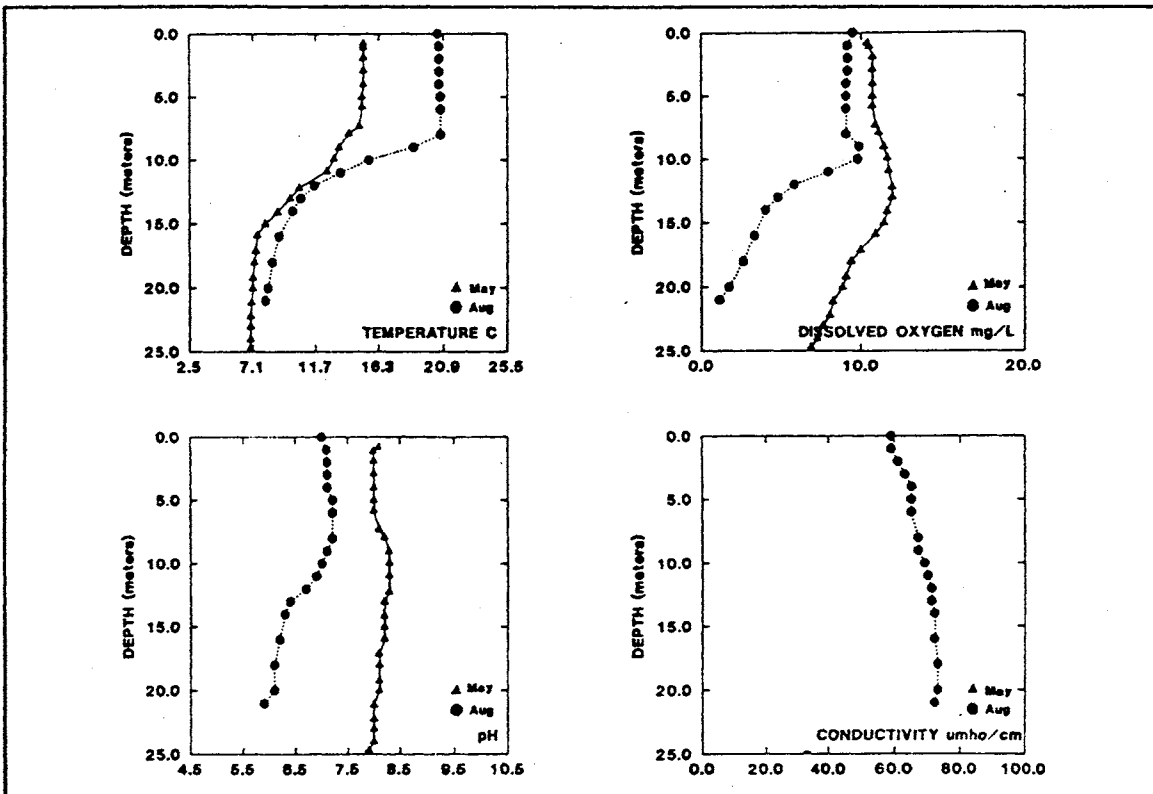 0.0
5.0
10.0
15.0
20.0
25.0
DEPTH (meters)
May
Aug
TEMPERATURE C
2.5 7.1 11.7 16.3 20.9 25.5
0.0
5.0
10.0
15.0
20.0
25.0
DEPTH (meters)
May
Aug
DISSOLVED OXYGEN mg/L
0.0 10.0 20.0
0.0
5.0
10.0
15.0
20.0
25.0
DEPTH (meters)
May
Aug
pH
4.5 5.5 6.5 7.5 8.5 9.5 10.5
0.0
5.0
10.0
15.0
20.0
25.0
DEPTH (meters)
May
Aug
CONDUCTIVITY umho/cm
0.0 20.0 40.0 60.0 80.0 100.0